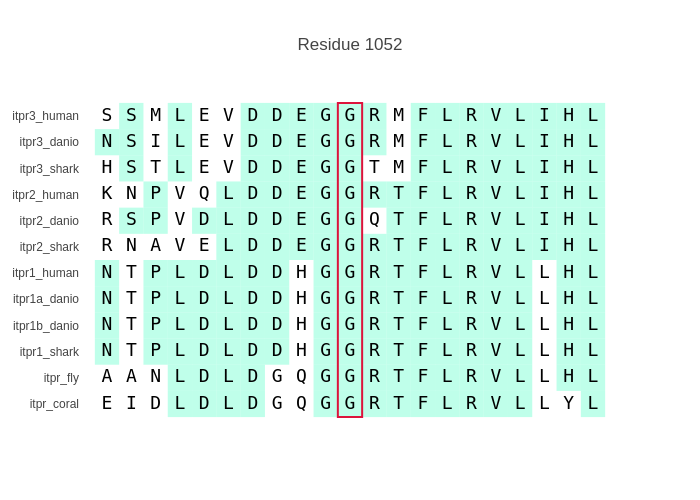 Residue 1052
itpr3_human S S M L E V D D E G G R M F L R V L I H L
itpr3_danio N S I L E V D D E G G R M F L R V L I H L
itpr3_shark H S T L E V D D E G G T M F L R V L I H L
itpr2_human K N P V Q L D D E G G R T F L R V L I H L
itpr2_danio R S P V D L D D E G G Q T F L R V L I H L
itpr2_shark R N A V E L D D E G G R T F L R V L I H L
itpr1_human N T P L D L D D H G G R T F L R V L L H L
itpr1a_danio N T P L D L D D H G G R T F L R V L L H L
itpr1b_danio N T P L D L D D H G G R T F L R V L L H L
itpr1_shark N T P L D L D D H G G R T F L R V L L H L
itpr_fly A A N L D L D G Q G G R T F L R V L L H L
itpr_coral E I D L D L D G Q G G R T F L R V L L Y L